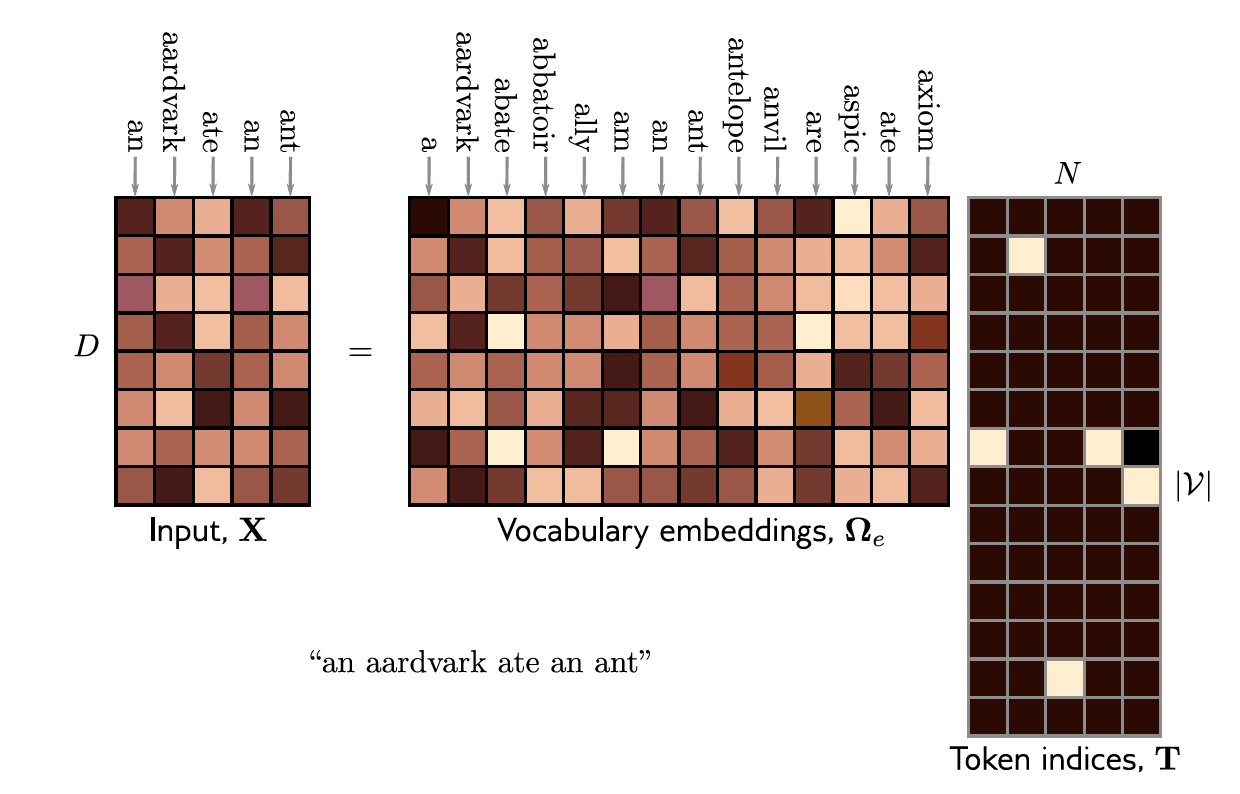 an
aardvark
ate
an
ant
a
aardvark
abate
abbatoir
ally
am
an
ant
antelope
anvil
are
aspic
ate
axiom
N
D
=
|𝒱|
Input, X
Vocabulary embeddings, Ωₑ
“an aardvark ate an ant”
Token indices, T